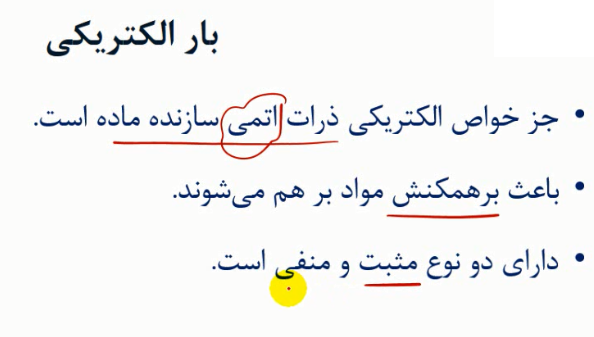 بار الکتریکی
• جز خواص الکتریکی ذرات اتمی سازنده ماده است.
• باعث برهمکنش مواد بر هم می‌شوند.
• دارای دو نوع مثبت و منفی است.